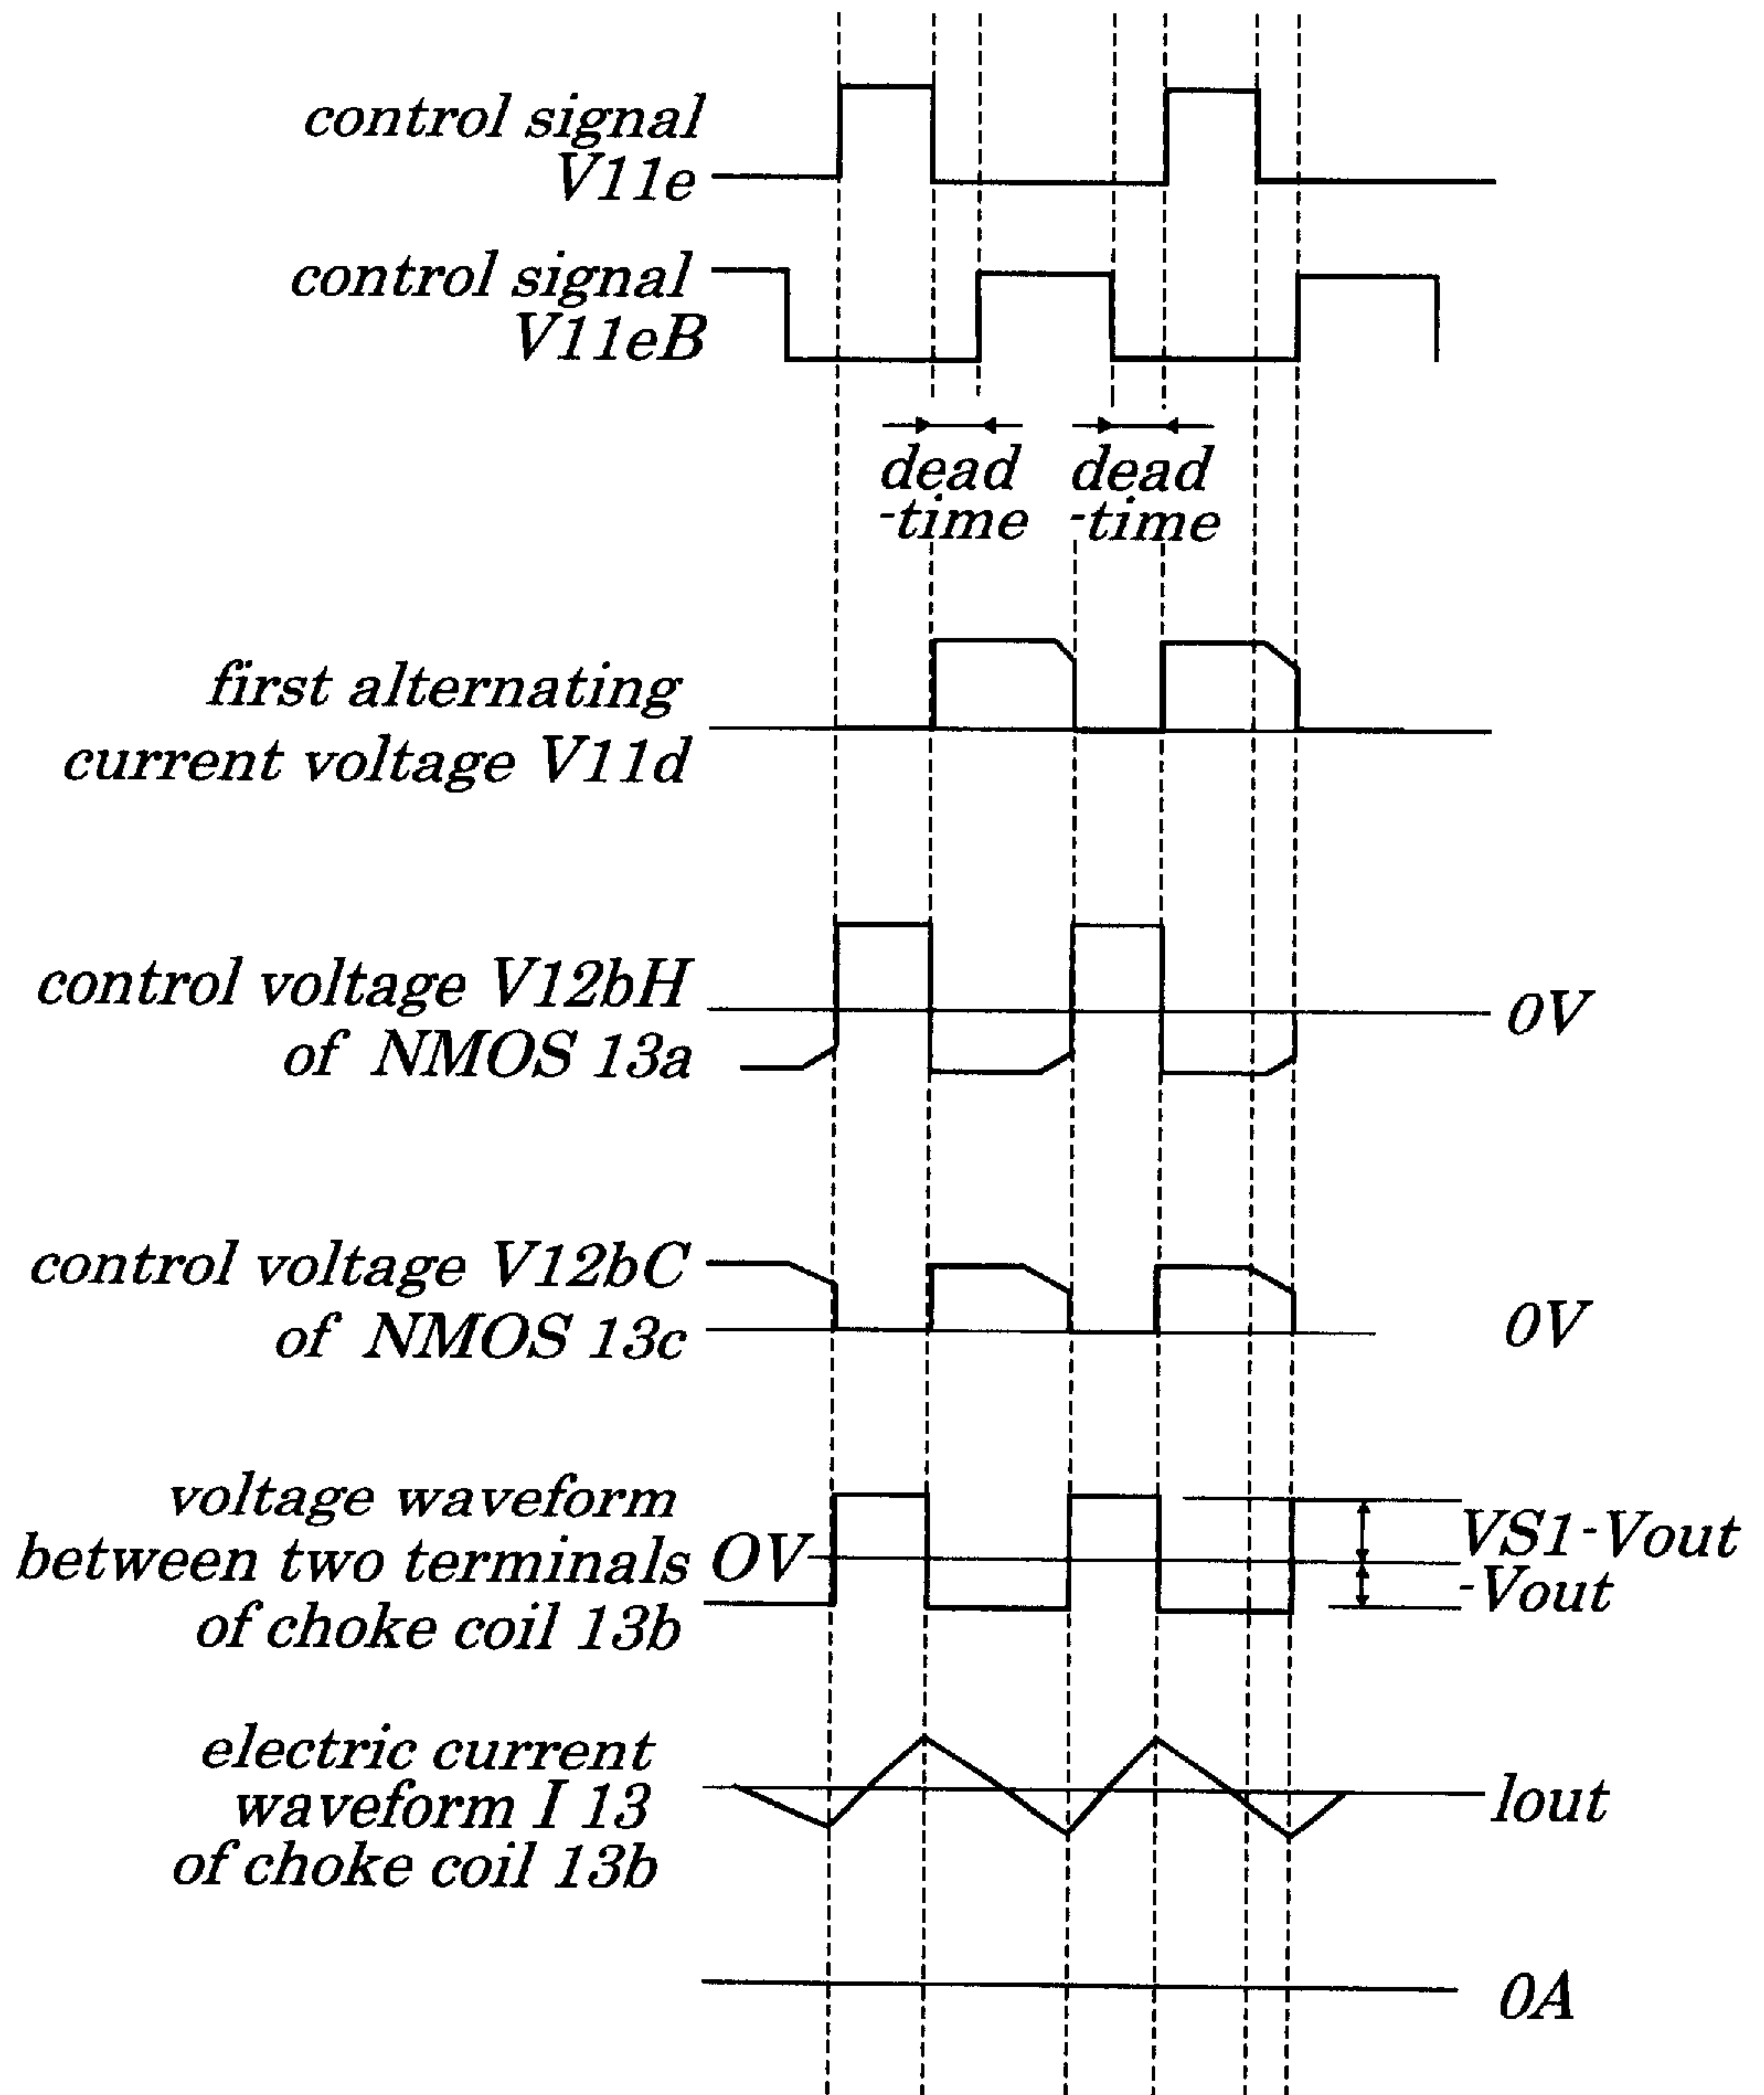 control signal
V11e
control signal
V11eB
dead
-time
dead
-time
first alternating
current voltage V11d
control voltage V12bH
of NMOS 13a
0V
control voltage V12bC
of NMOS 13c
0V
voltage waveform
between two terminals
of choke coil 13b
0V
VS1-Vout
-Vout
electric current
waveform I 13
of choke coil 13b
Iout
0A